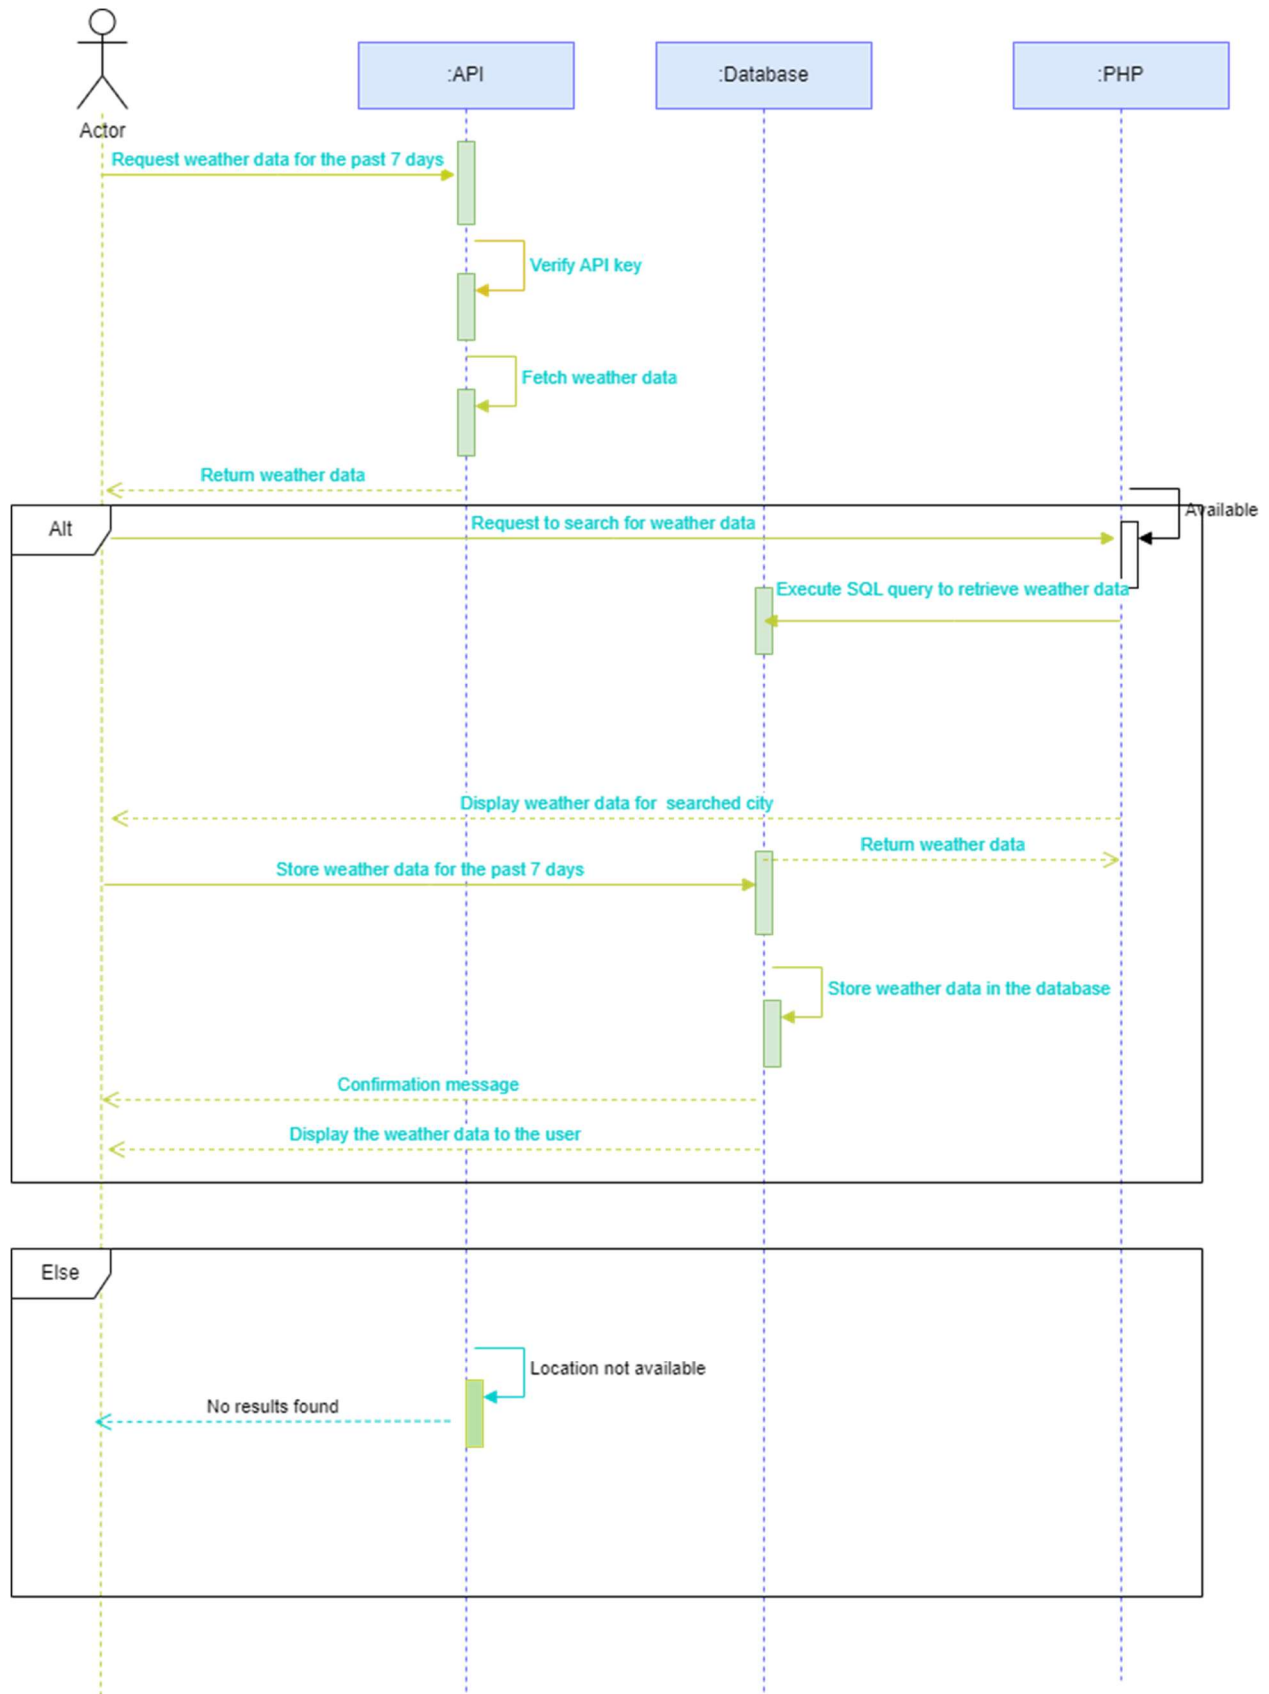 :API
:Database
:PHP
Actor
Request weather data for the past 7 days
Verify API key
Fetch weather data
Return weather data
Available
Alt
Request to search for weather data
Execute SQL query to retrieve weather data
Display weather data for  searched city
Return weather data
Store weather data for the past 7 days
Store weather data in the database
Confirmation message
Display the weather data to the user
Else
Location not available
No results found